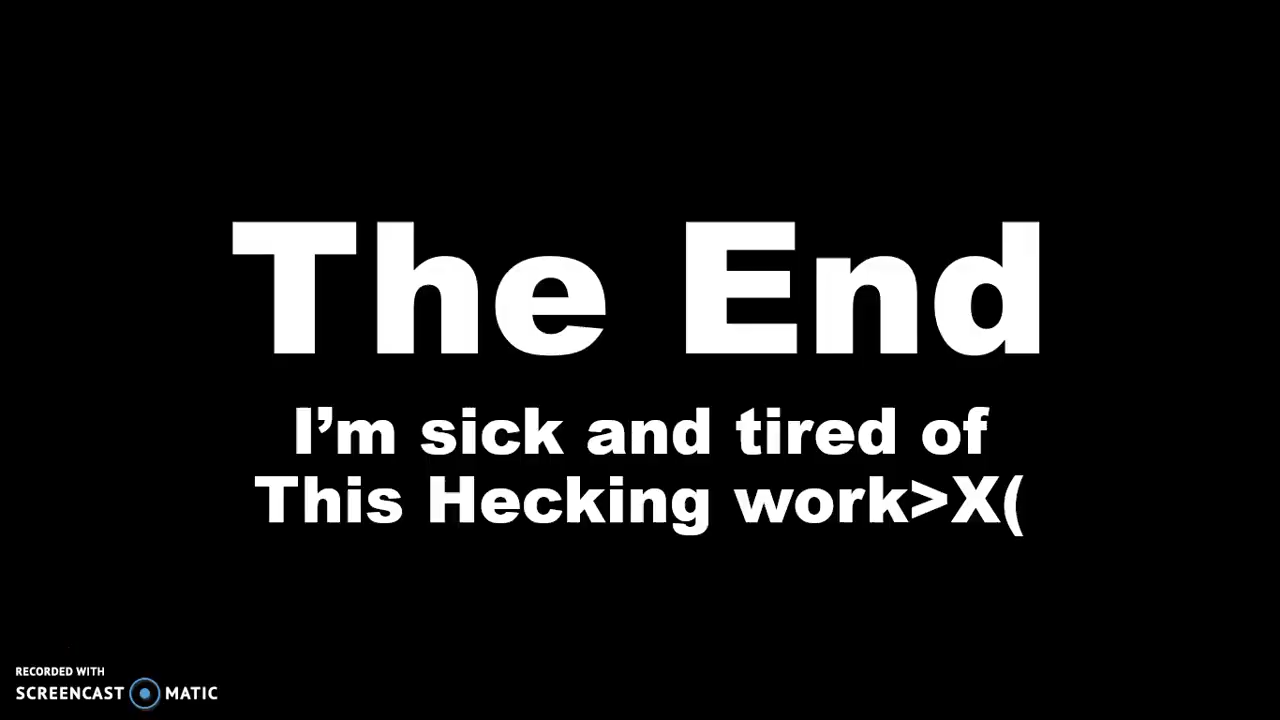 The End
I’m sick and tired of
This Hecking work>X(
RECORDED WITH
SCREENCAST MATIC